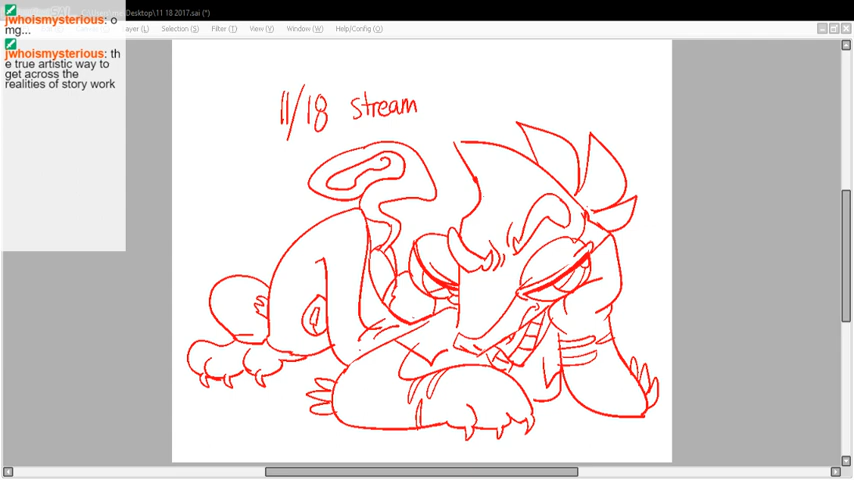 Desktop\11 18 2017.sai (*)
jwhoismysterious: o
mg...
ayer (L) Selection (S) Filter (T) View (V) Window (W) Help/Config (O)
jwhoismysterious: th
e true artistic way to
get across the
realities of story work
11/18 stream